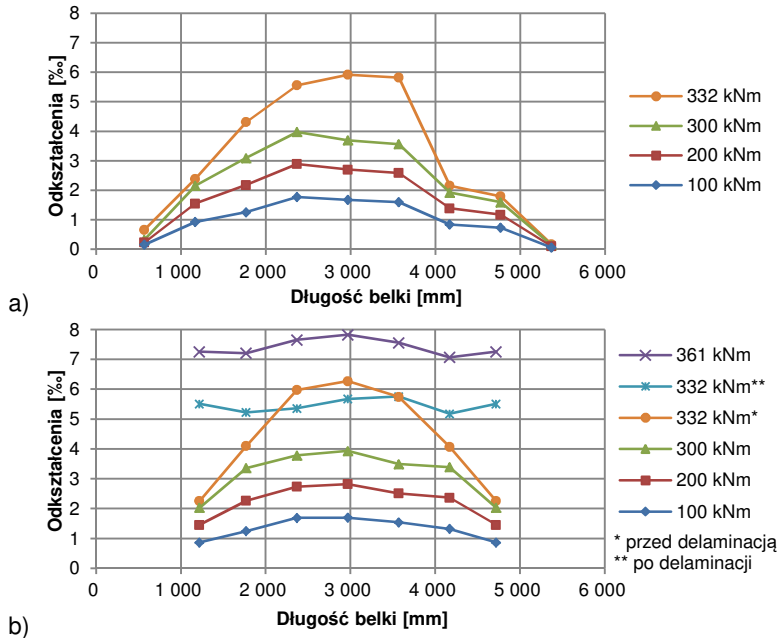 8
7
6
5
4
3
2
1
0
Odkształcenia [‰]
0 1 000 2 000 3 000 4 000 5 000 6 000
Długość belki [mm]
332 kNm
300 kNm
200 kNm
100 kNm
a)
8
7
6
5
4
3
2
1
0
Odkształcenia [‰]
0 1 000 2 000 3 000 4 000 5 000 6 000
Długość belki [mm]
361 kNm
332 kNm**
332 kNm*
300 kNm
200 kNm
100 kNm
* przed delaminacją
** po delaminacji
b)